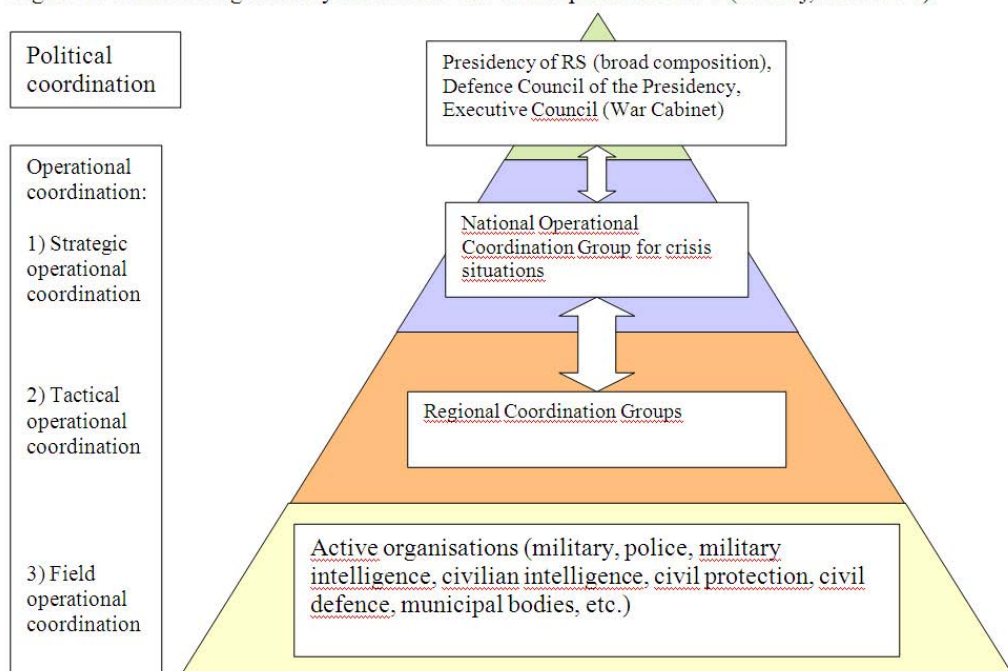 Political
coordination
Presidency of RS (broad composition),
Defence Council of the Presidency,
Executive Council (War Cabinet)
Operational
coordination:
1) Strategic
operational
coordination
National Operational
Coordination Group for crisis
situations
2) Tactical
operational
coordination
Regional Coordination Groups
3) Field
operational
coordination
Active organisations (military, police, military
intelligence, civilian intelligence, civil protection, civil
defence, municipal bodies, etc.)